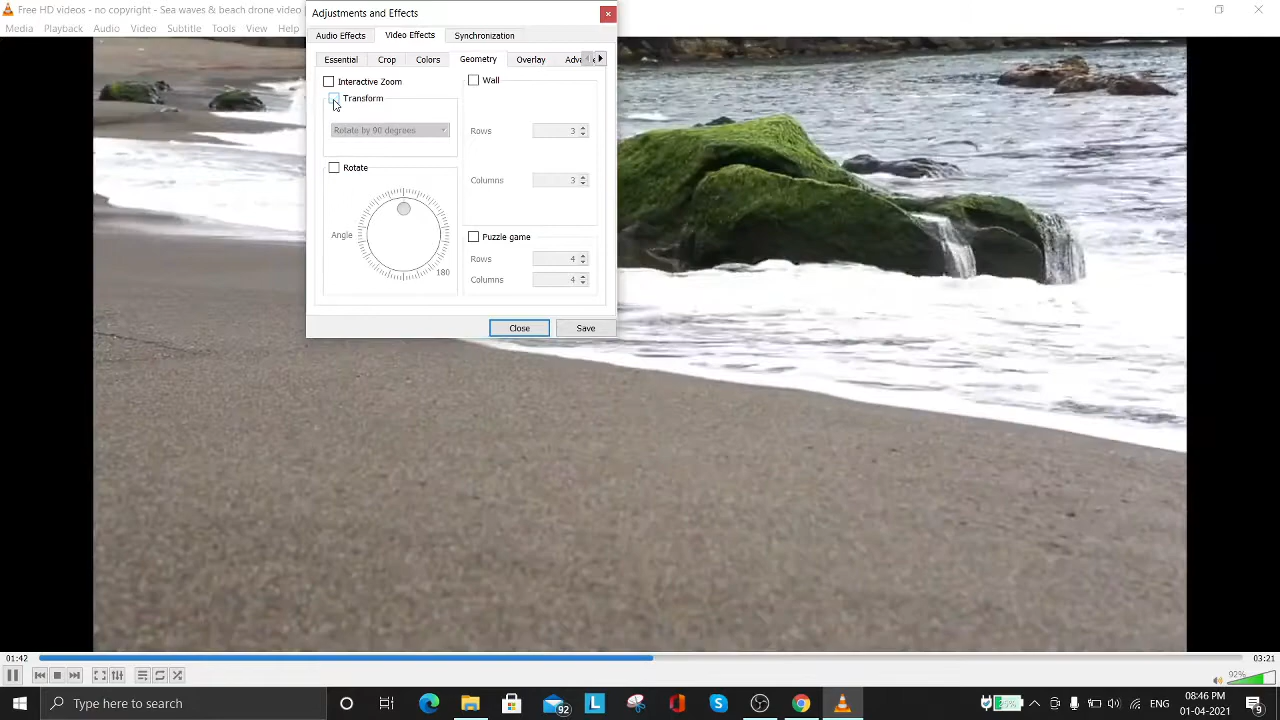 Free HD videos - no copyright - Sea waves & beach drone video
Adjustments and Effects
Media Playback Audio Video Subtitle Tools View Help
Audio Effects Video Effects Synchronization
Crop Colors Geometry Overlay
Interactive Zoom
Transform
Rotate by 90 degrees
Rotate
Angle
180
Wall
Rows 3
Columns 3
Puzzle game
Rows 4
Columns 4
Close Save
01:42 03:21
92%
Type here to search
92
ENG
08:46 PM
01-04-2021